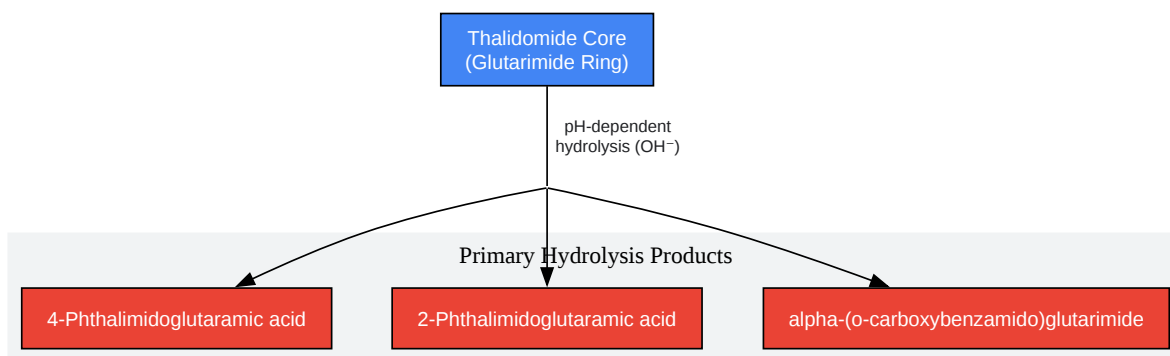 Thalidomide Core
(Glutarimide Ring)
pH-dependent
hydrolysis (OH⁻)
Primary Hydrolysis Products
4-Phthalimidoglutaramic acid
2-Phthalimidoglutaramic acid
alpha-(o-carboxybenzamido)glutarimide